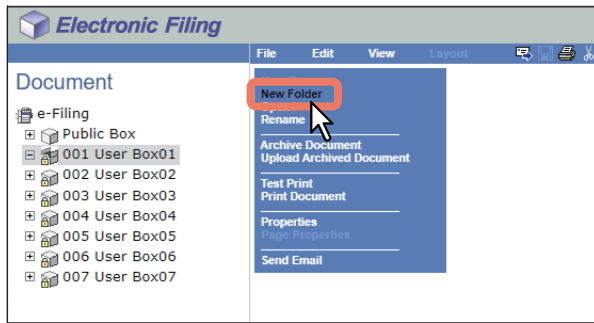 Electronic Filing
File Edit View Layout
Document
e-Filing
Public Box
001 User Box01
002 User Box02
003 User Box03
004 User Box04
005 User Box05
006 User Box06
007 User Box07
New Folder
Rename
Archive Document
Upload Archived Document
Test Print
Print Document
Properties
Page Properties
Send Email